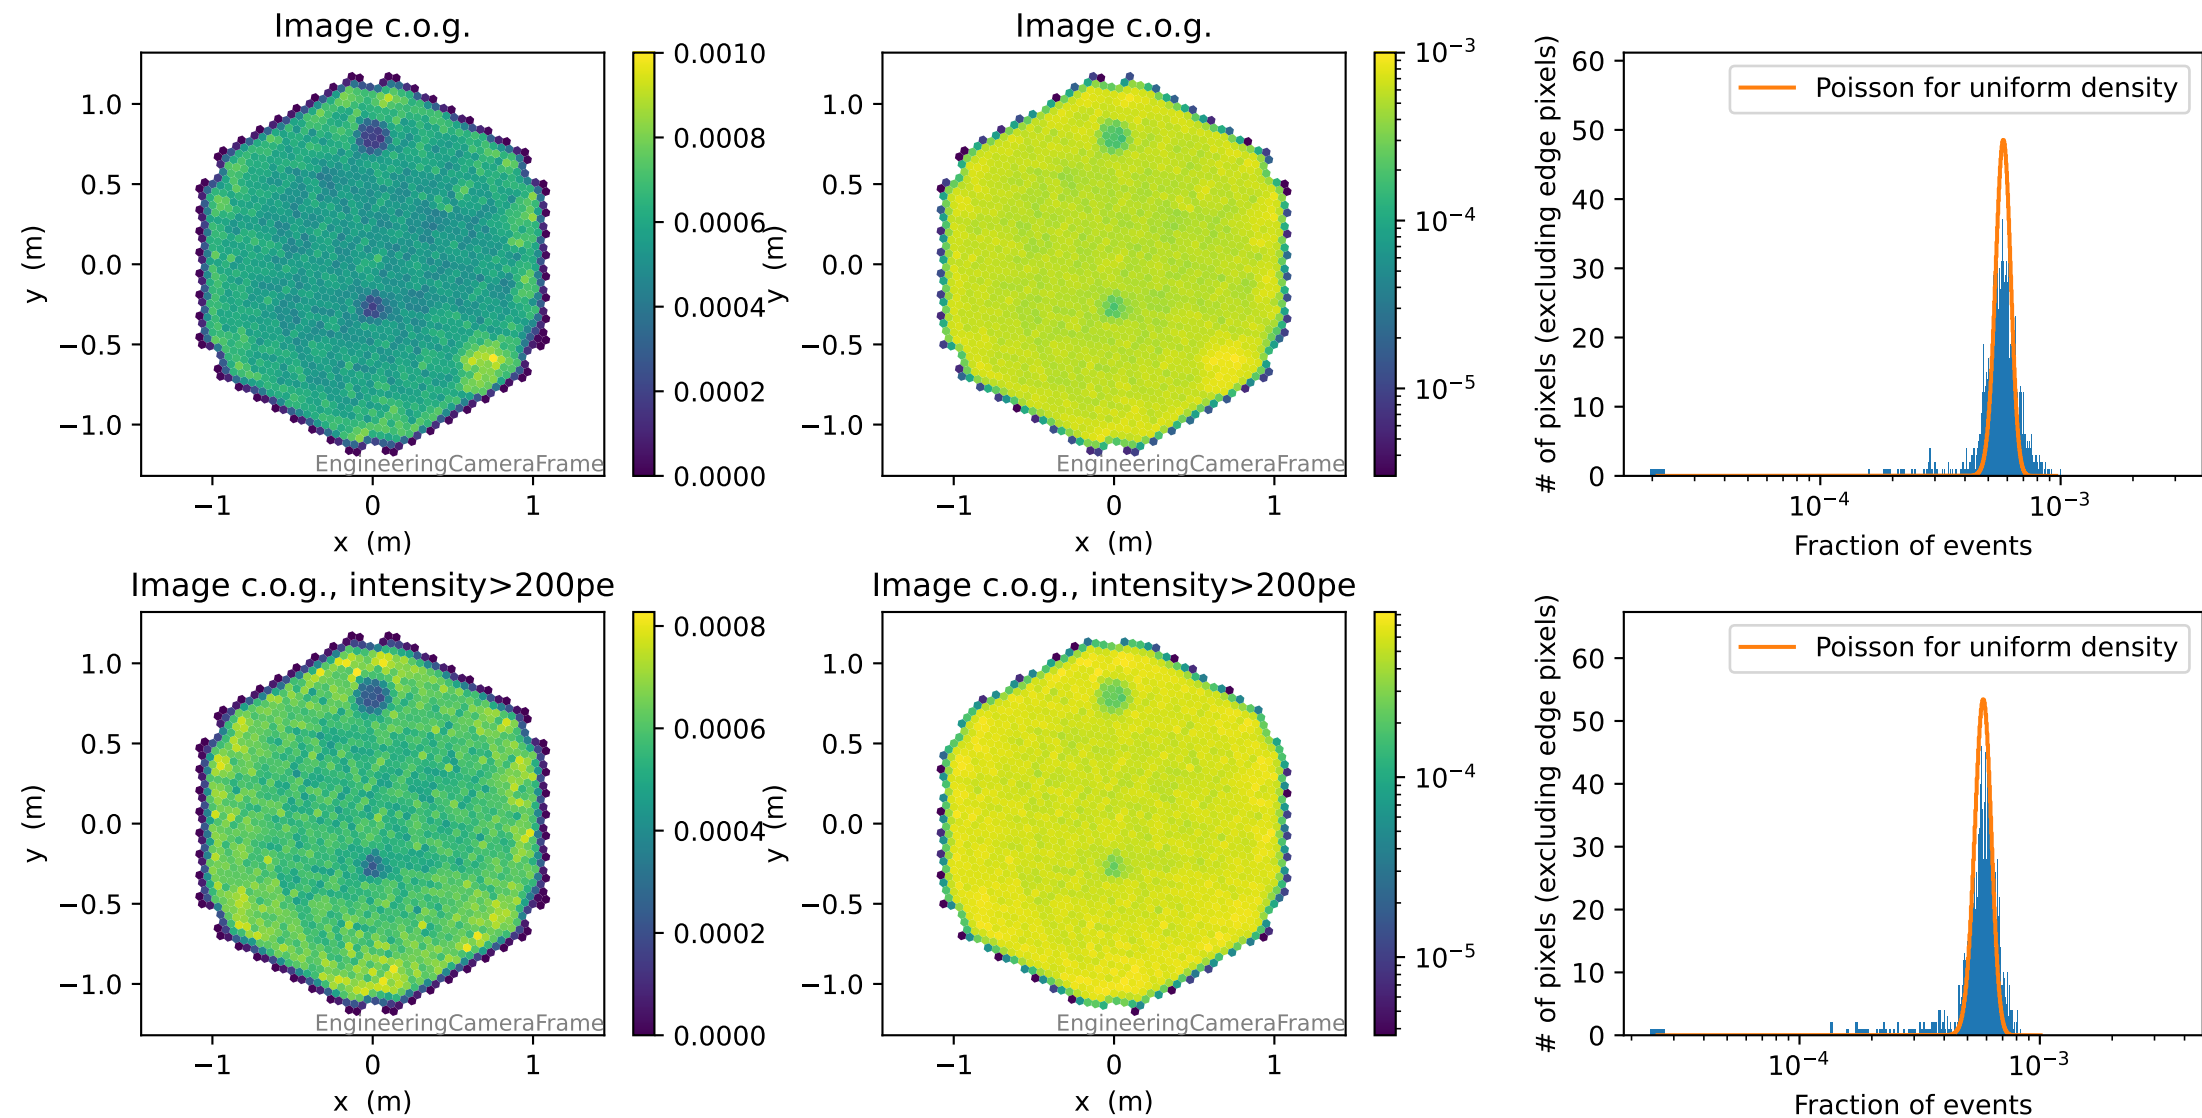 Image c.o.g.
1.0
0.5
0.0
−0.5
−1.0
y (m)
−1 0 1
x (m)
EngineeringCameraFrame
0.0010
0.0008
0.0006
0.0004
0.0002
0.0000
Image c.o.g.
1.0
0.5
0.0
−0.5
−1.0
y (m)
−1 0 1
x (m)
EngineeringCameraFrame
10⁻³
10⁻⁴
10⁻⁵
60
50
40
30
20
10
0
# of pixels (excluding edge pixels)
Poisson for uniform density
10⁻⁴ 10⁻³
Fraction of events
Image c.o.g., intensity>200pe
1.0
0.5
0.0
−0.5
−1.0
y (m)
−1 0 1
x (m)
EngineeringCameraFrame
0.0008
0.0006
0.0004
0.0002
0.0000
Image c.o.g., intensity>200pe
1.0
0.5
0.0
−0.5
−1.0
y (m)
−1 0 1
x (m)
EngineeringCameraFrame
10⁻⁴
10⁻⁵
60
50
40
30
20
10
0
# of pixels (excluding edge pixels)
Poisson for uniform density
10⁻⁴ 10⁻³
Fraction of events